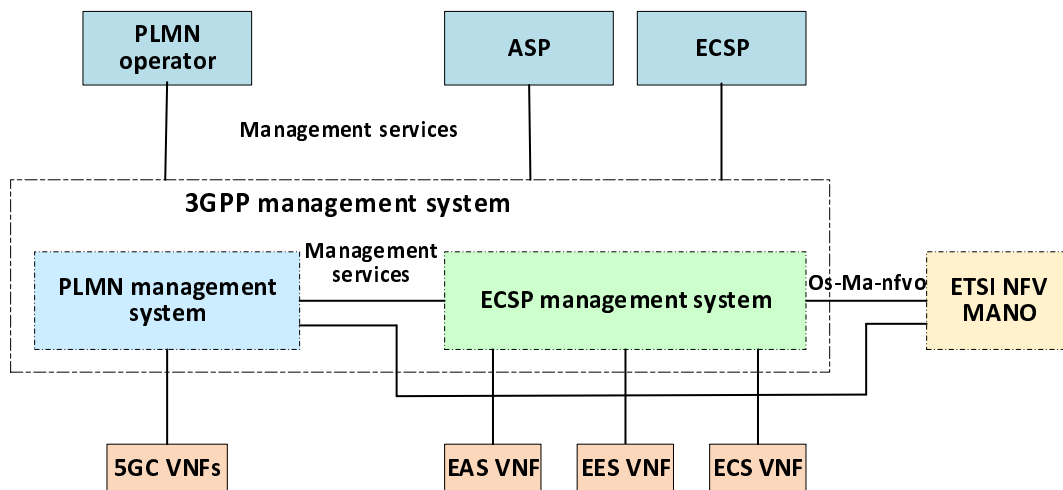 PLMN
operator
ASP
ECSP
Management services
3GPP management system
Management
services
PLMN management
system
ECSP management system
Os-Ma-nfvo
ETSI NFV
MANO
5GC VNFs
EAS VNF
EES VNF
ECS VNF